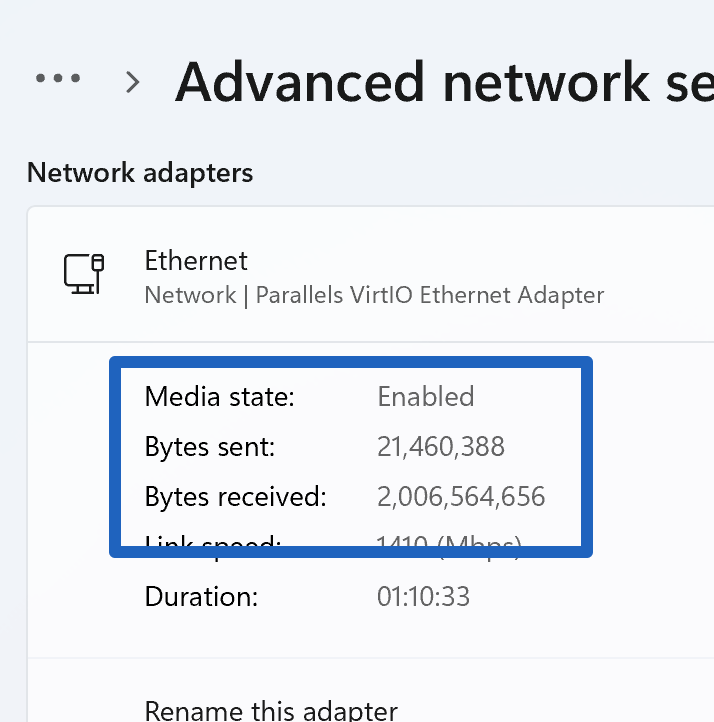 ••• > Advanced network se
Network adapters
Ethernet
Network | Parallels VirtIO Ethernet Adapter
Media state: Enabled
Bytes sent: 21,460,388
Bytes received: 2,006,564,656
Link speed: 1410 (Mbps)
Duration: 01:10:33
Rename this adapter